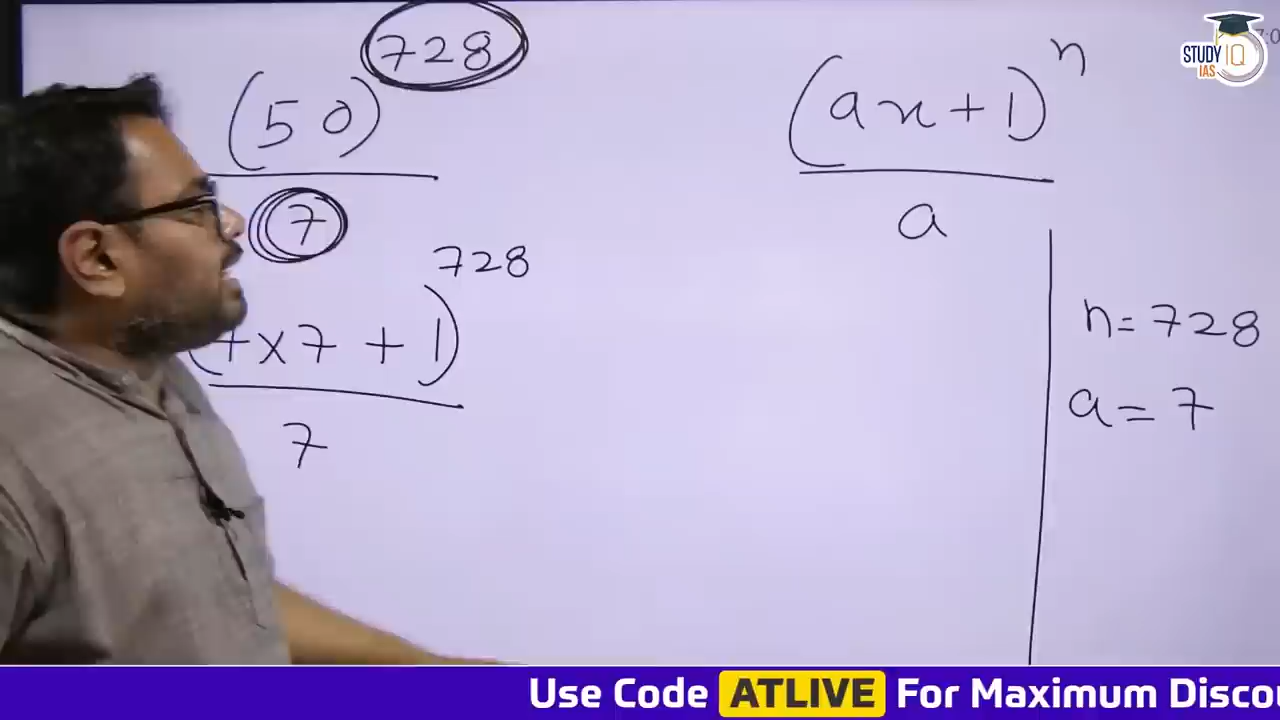 (50)^728
7
(7x7 + 1)^728
7
(ax+1)^n
a
n=728
a=7
STUDY IQ
IAS
Use Code ATLIVE For Maximum Disco